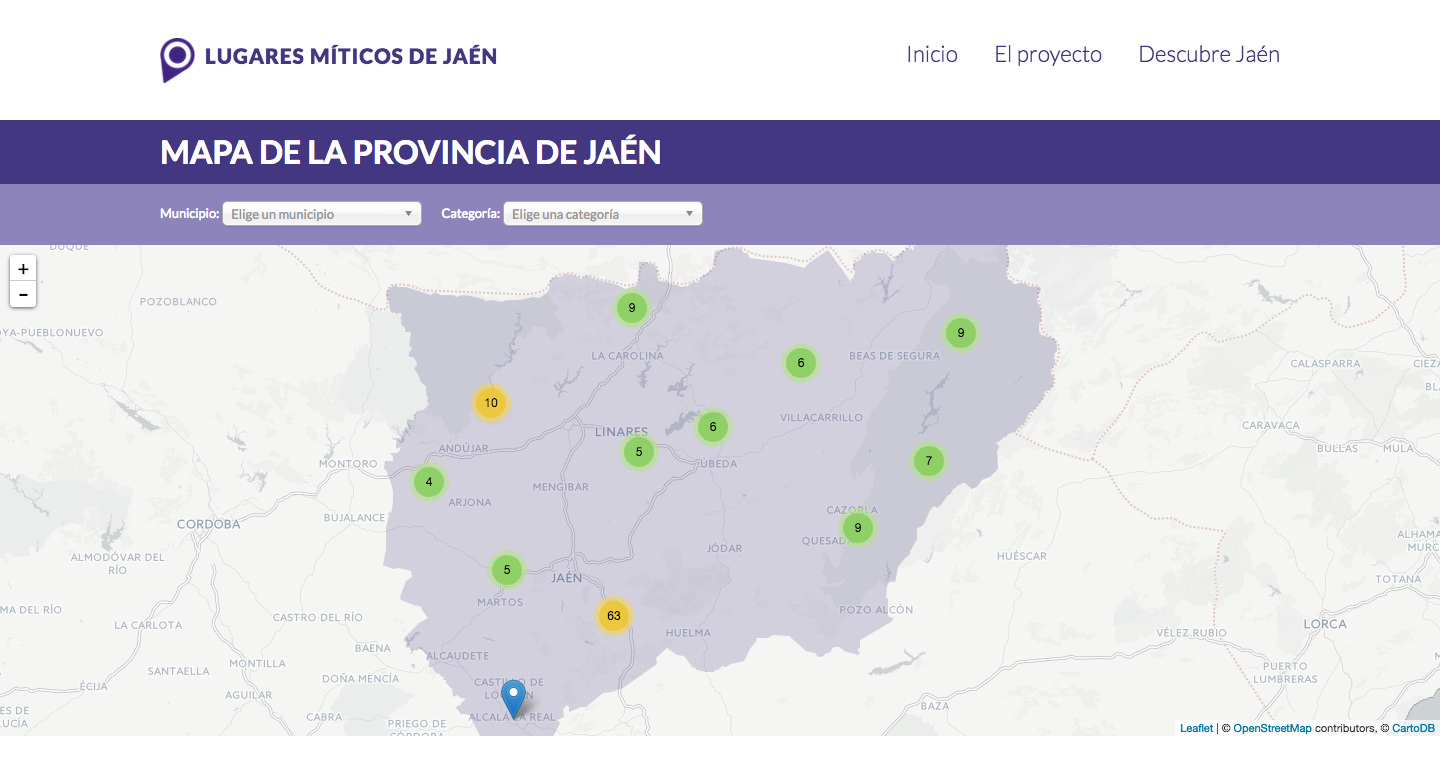 LUGARES MÍTICOS DE JAÉN
Inicio El proyecto Descubre Jaén
MAPA DE LA PROVINCIA DE JAÉN
Municipio: Elige un municipio Categoría: Elige una categoría
DUQUE
+
-
POZOBLANCO
9
OYA-PUEBLONUEVO
9
LA CAROLINA
6
BEAS DE SEGURA
CALASPARRA
CIEZA
10
VILLACARRILLO
CARAVACA
6
LINARES
ANDÚJAR
5
ÚBEDA
BULLAS
MULA
MONTORO
7
4
MENGIBAR
ARJONA
CAZORLA
BUJALANCE
CORDOBA
9
QUESAD
ALHAMA
MURC
JÓDAR
HUÉSCAR
ALMODÓVAR DEL
RÍO
5
JAÉN
TOTANA
MARTOS
MA DEL RÍO
POZO ALCÓN
CASTRO DEL RÍO
63
LA CARLOTA
LORCA
HUELMA
VÉLEZ RUBIO
BAENA
ALCAUDETE
MONTILLA
SANTAELLA
PUERTO
LUMBRERAS
DOÑA MENCÍA
CASTILLO DE
LO N
ÉCIJA
AGUILAR
BAZA
ES DE
LUCÍA
CABRA
PRIEGO DE
CÓRDOBA
ALCALÁ LA REAL
Leaflet | © OpenStreetMap contributors, © CartoDB